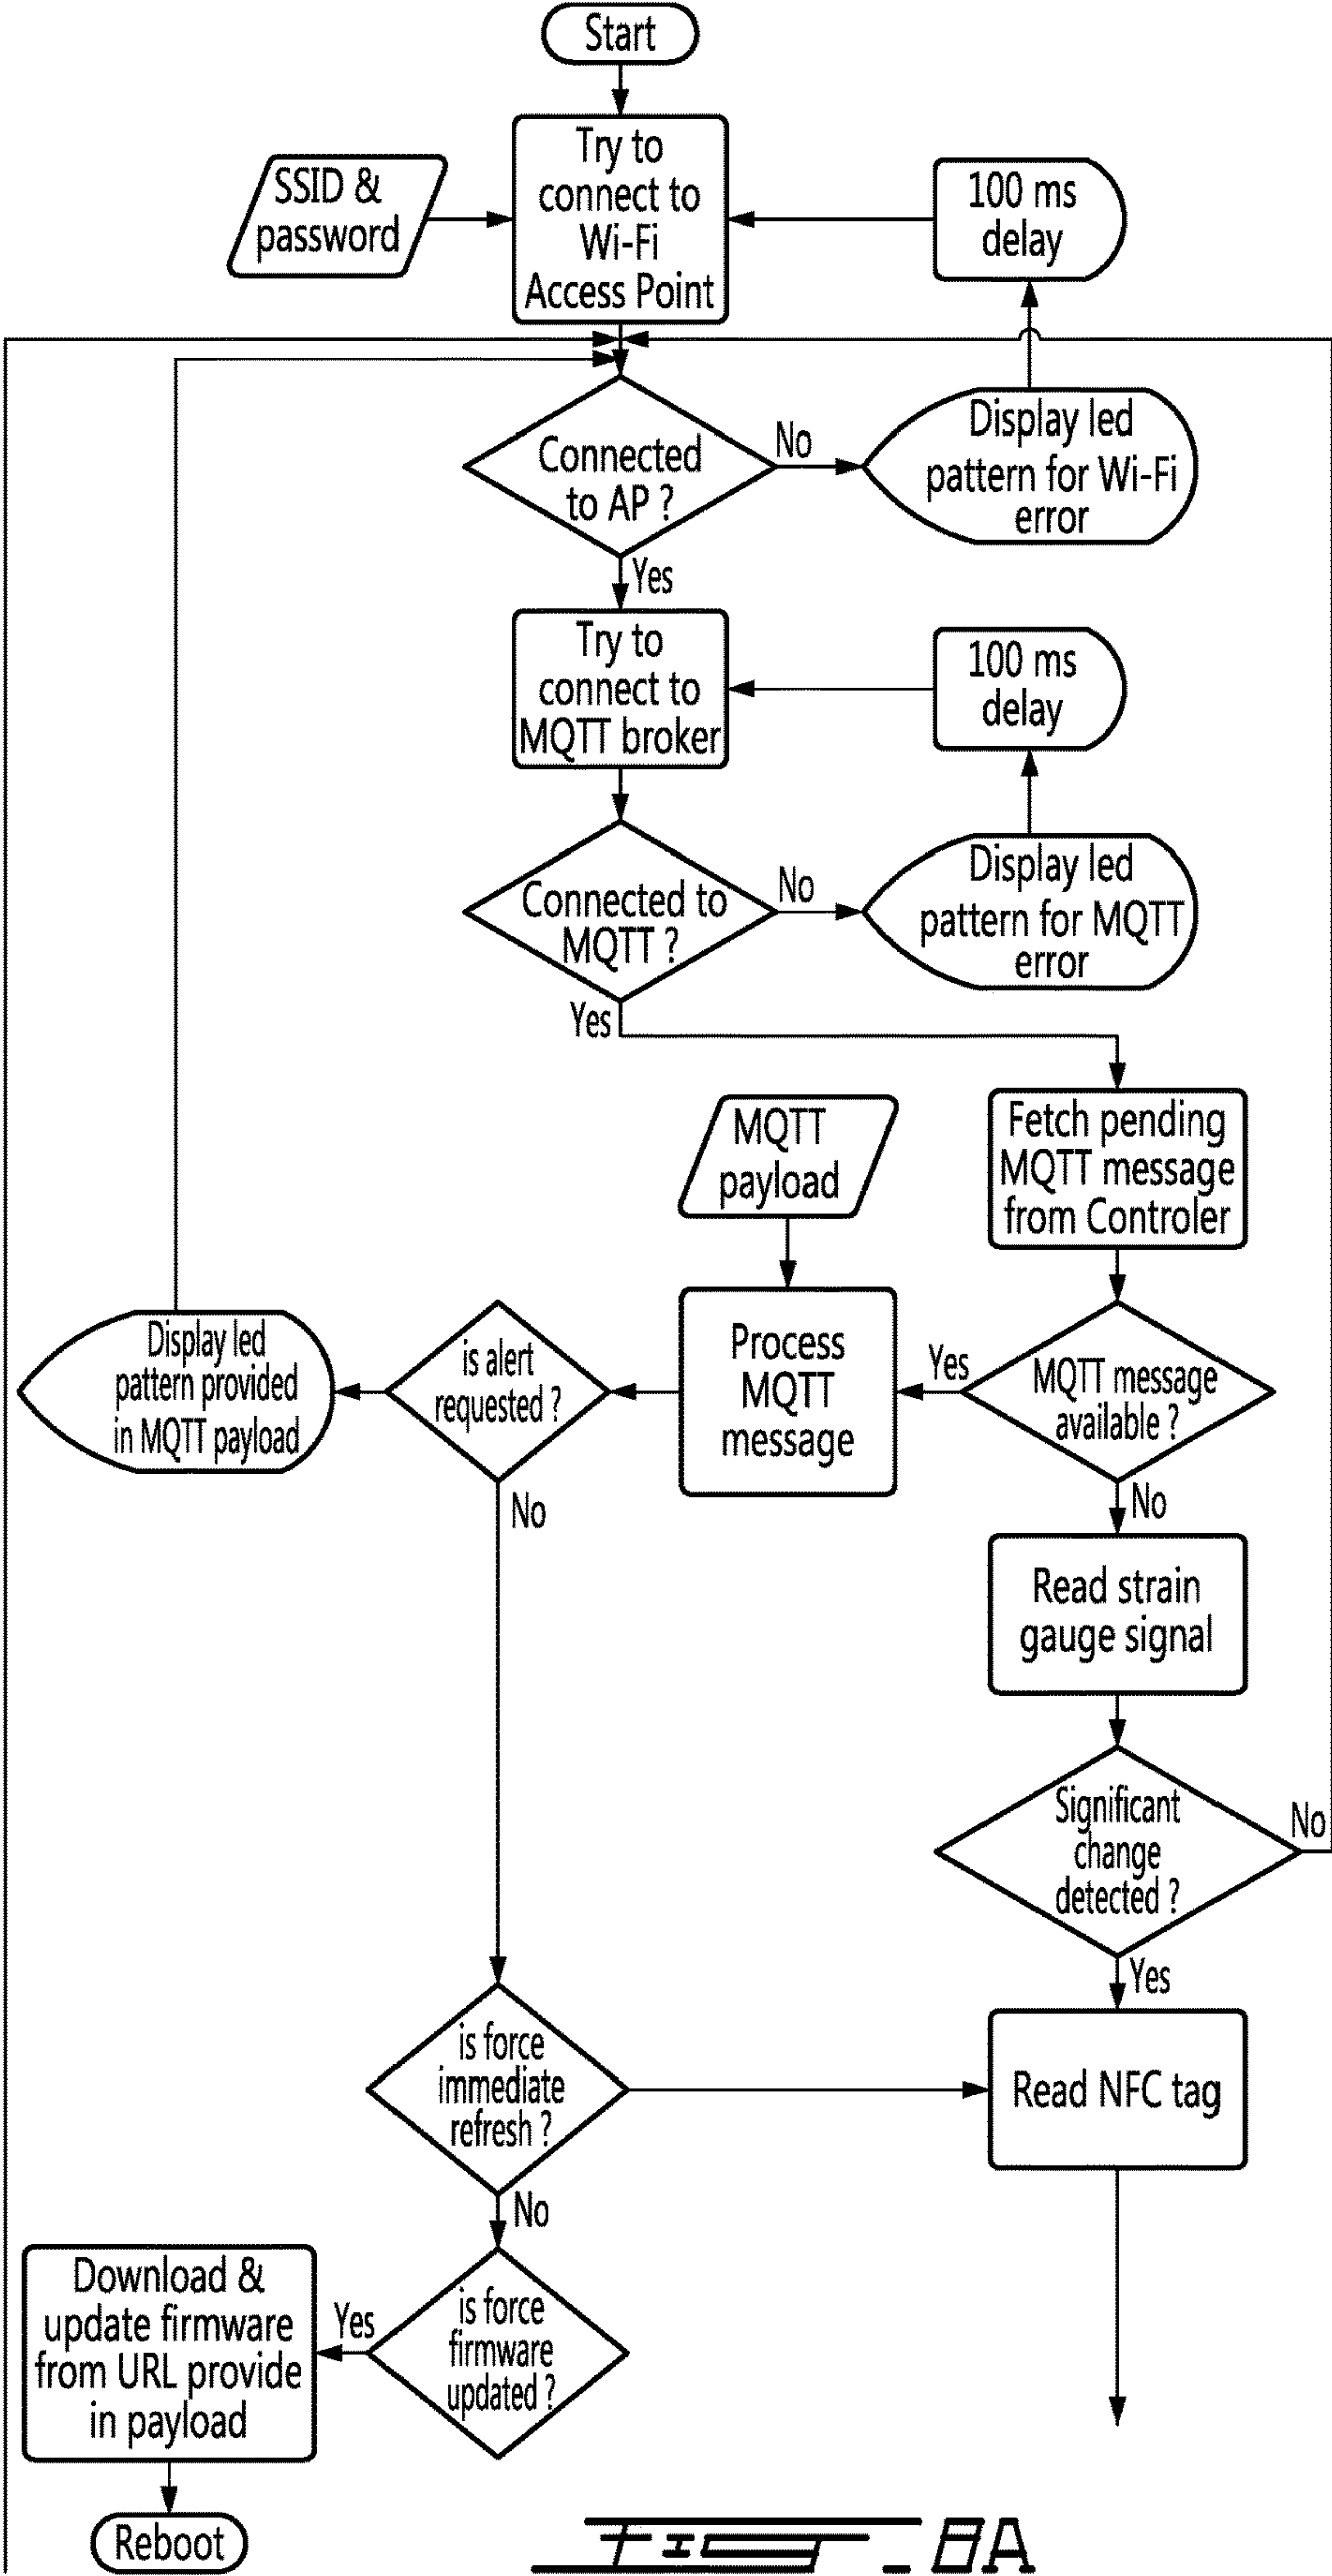 Start
Try to
connect to
Wi-Fi
Access Point
SSID &
password
100 ms
delay
Connected
to AP ?
No
Display led
pattern for Wi-Fi
error
Yes
Try to
connect to
MQTT broker
100 ms
delay
Connected to
MQTT ?
No
Display led
pattern for MQTT
error
Yes
Fetch pending
MQTT message
from Controler
MQTT
payload
MQTT message
available ?
Yes
Process
MQTT
message
is alert
requested ?
Display led
pattern provided
in MQTT payload
No
No
Read strain
gauge signal
Significant
change
detected ?
No
Yes
Read NFC tag
is force
immediate
refresh ?
No
is force
firmware
updated ?
Yes
Download &
update firmware
from URL provide
in payload
Reboot
FIG_8A